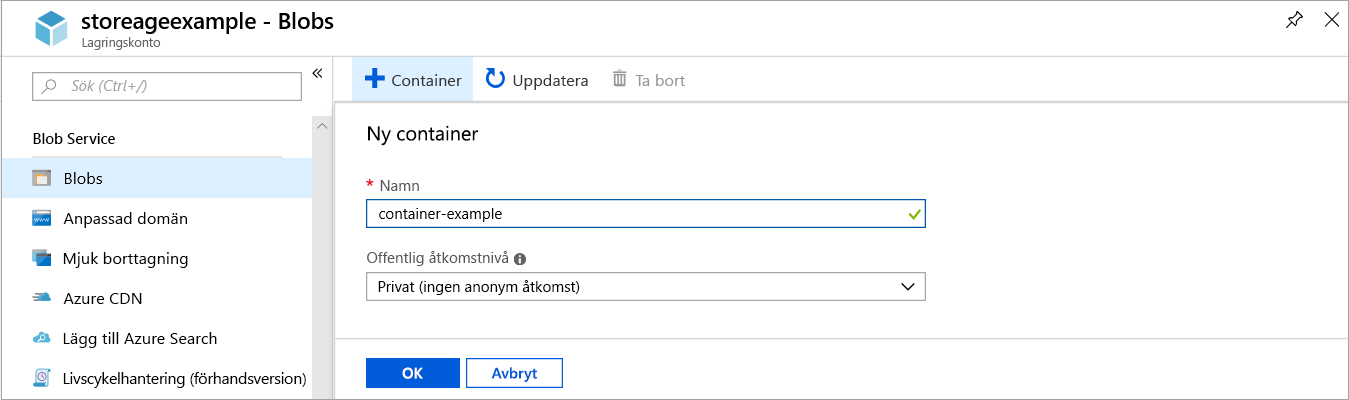 storeageexample - Blobs
Lagringskonto
Sök (Ctrl+/)
Blob Service
Blobs
Anpassad domän
Mjuk borttagning
Azure CDN
Lägg till Azure Search
Livscykelhantering (förhandsversion)
Container
Uppdatera
Ta bort
Ny container
* Namn
container-example
Offentlig åtkomstnivå
Privat (ingen anonym åtkomst)
OK
Avbryt